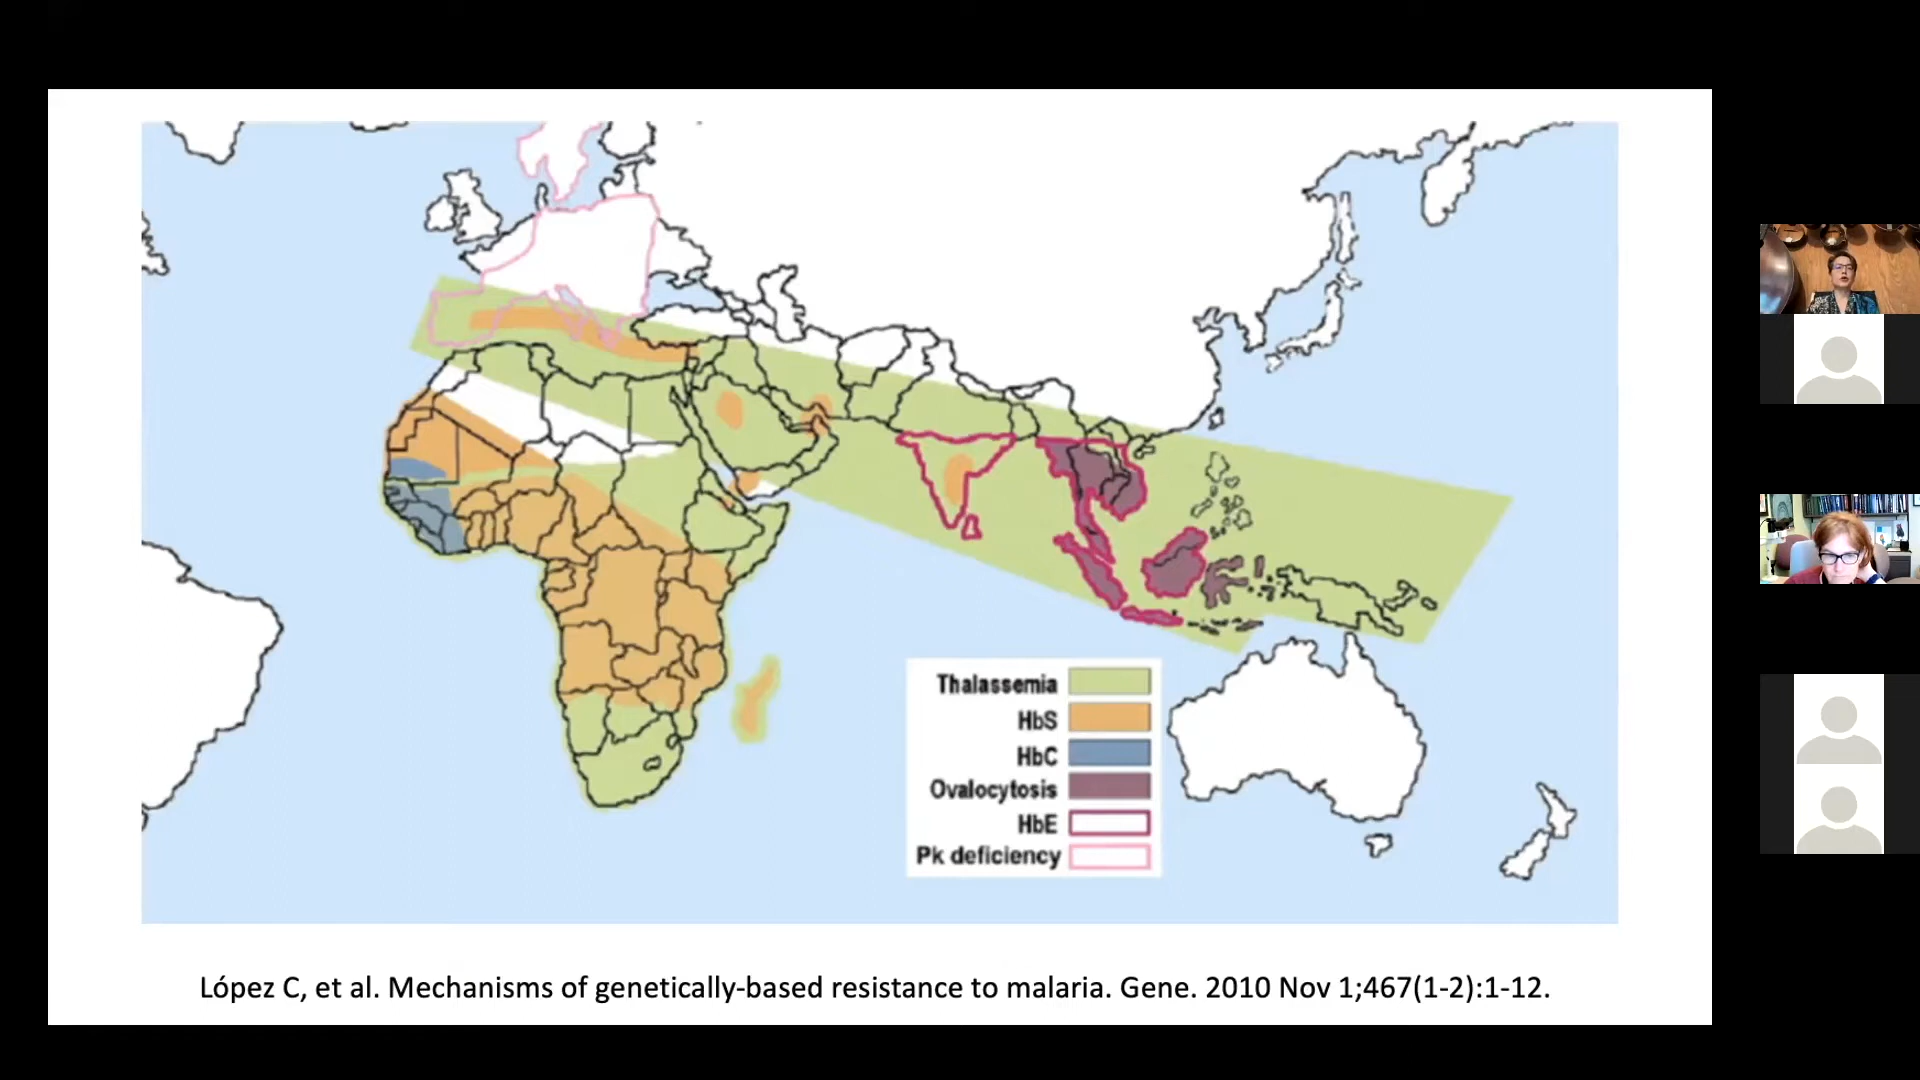 Thalassemia
HbS
HbC
Ovalocytosis
HbE
Pk deficiency
López C, et al. Mechanisms of genetically-based resistance to malaria. Gene. 2010 Nov 1;467(1-2):1-12.